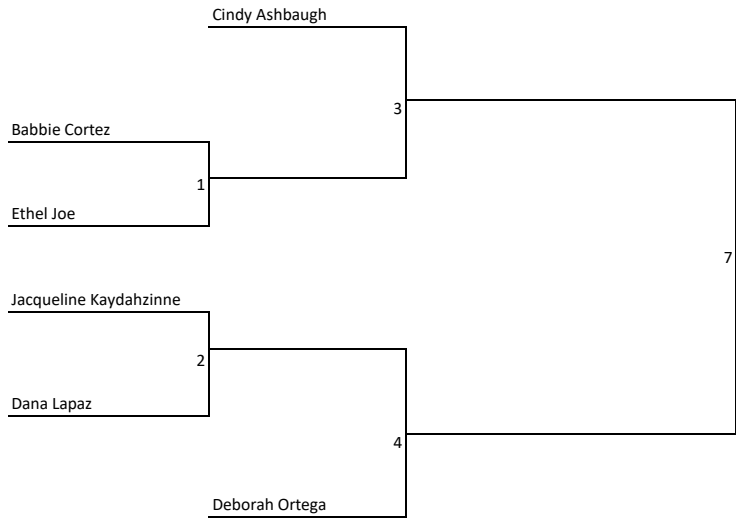 Cindy Ashbaugh
3
Babbie Cortez
1
Ethel Joe
7
Jacqueline Kaydahzinne
2
Dana Lapaz
4
Deborah Ortega